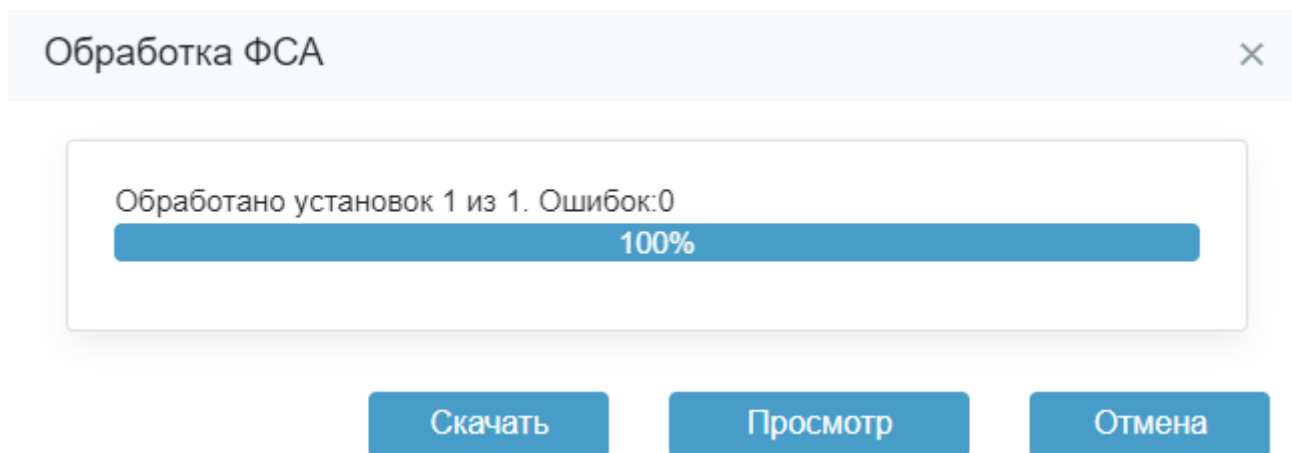 Обработка ФСА
Обработано установок 1 из 1. Ошибок:0
100%
Скачать Просмотр Отмена